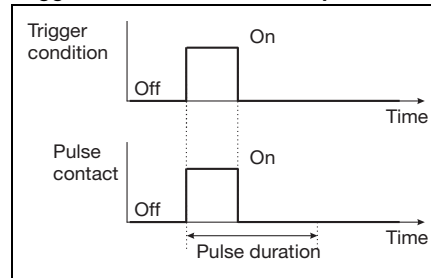 Trigger
condition
On
Off
Time
Pulse
contact
On
Off
Time
Pulse duration